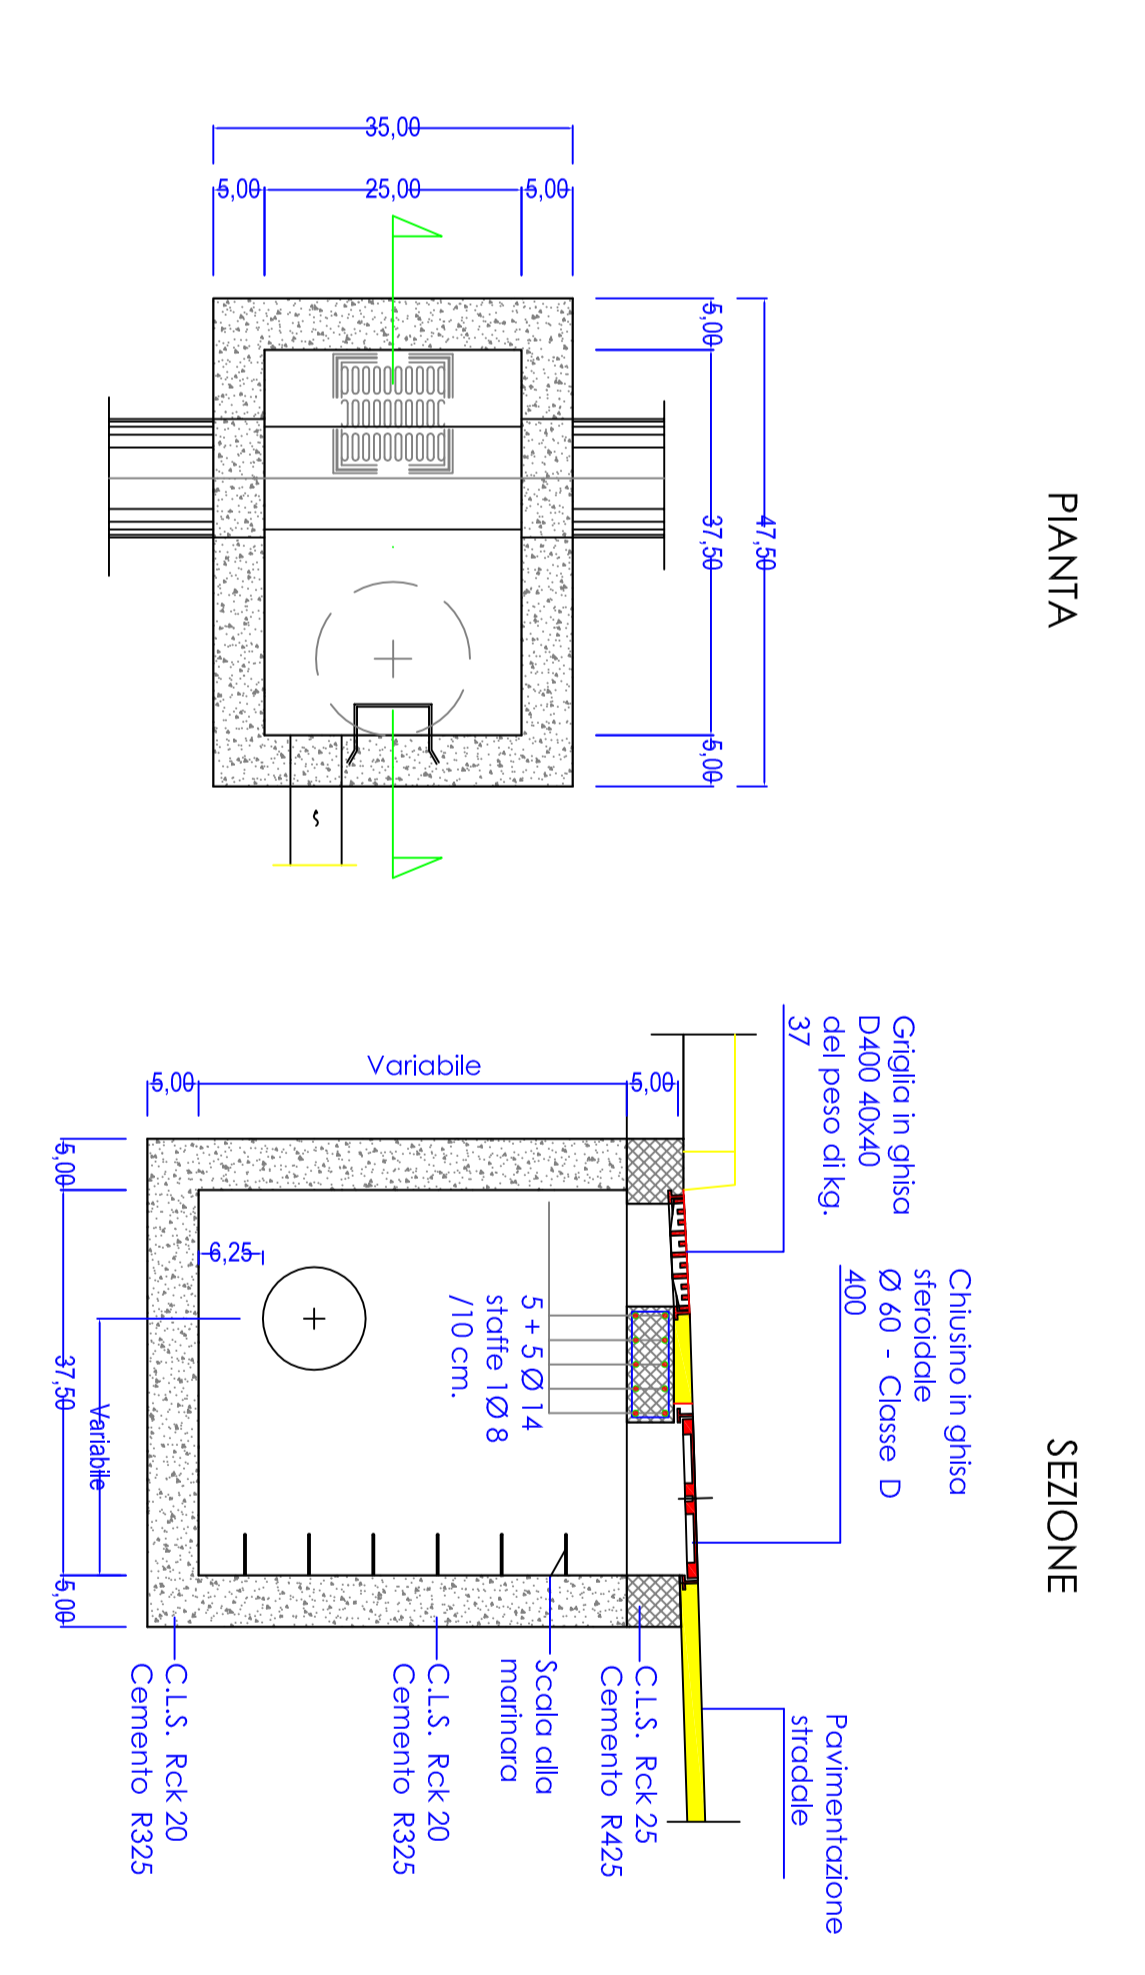 PIANTA
35,00
5,00
25,00
5,00
5,00
37,50
5,00
47,50
~
SEZIONE
Griglia in ghisa
D400 40x40
del peso di kg.
37
Chiusino in ghisa
sferoidale
Ø 60 - Classe D
400
Pavimentazione
stradale
5,00
Variabile
5,00
6,25
5 + 5 Ø 14
staffe 1Ø 8
/10 cm.
5,00
37,50
5,00
Variabile
C.L.S. Rck 25
Cemento R425
Scala alla
marinara
C.L.S. Rck 20
Cemento R325
C.L.S. Rck 20
Cemento R325